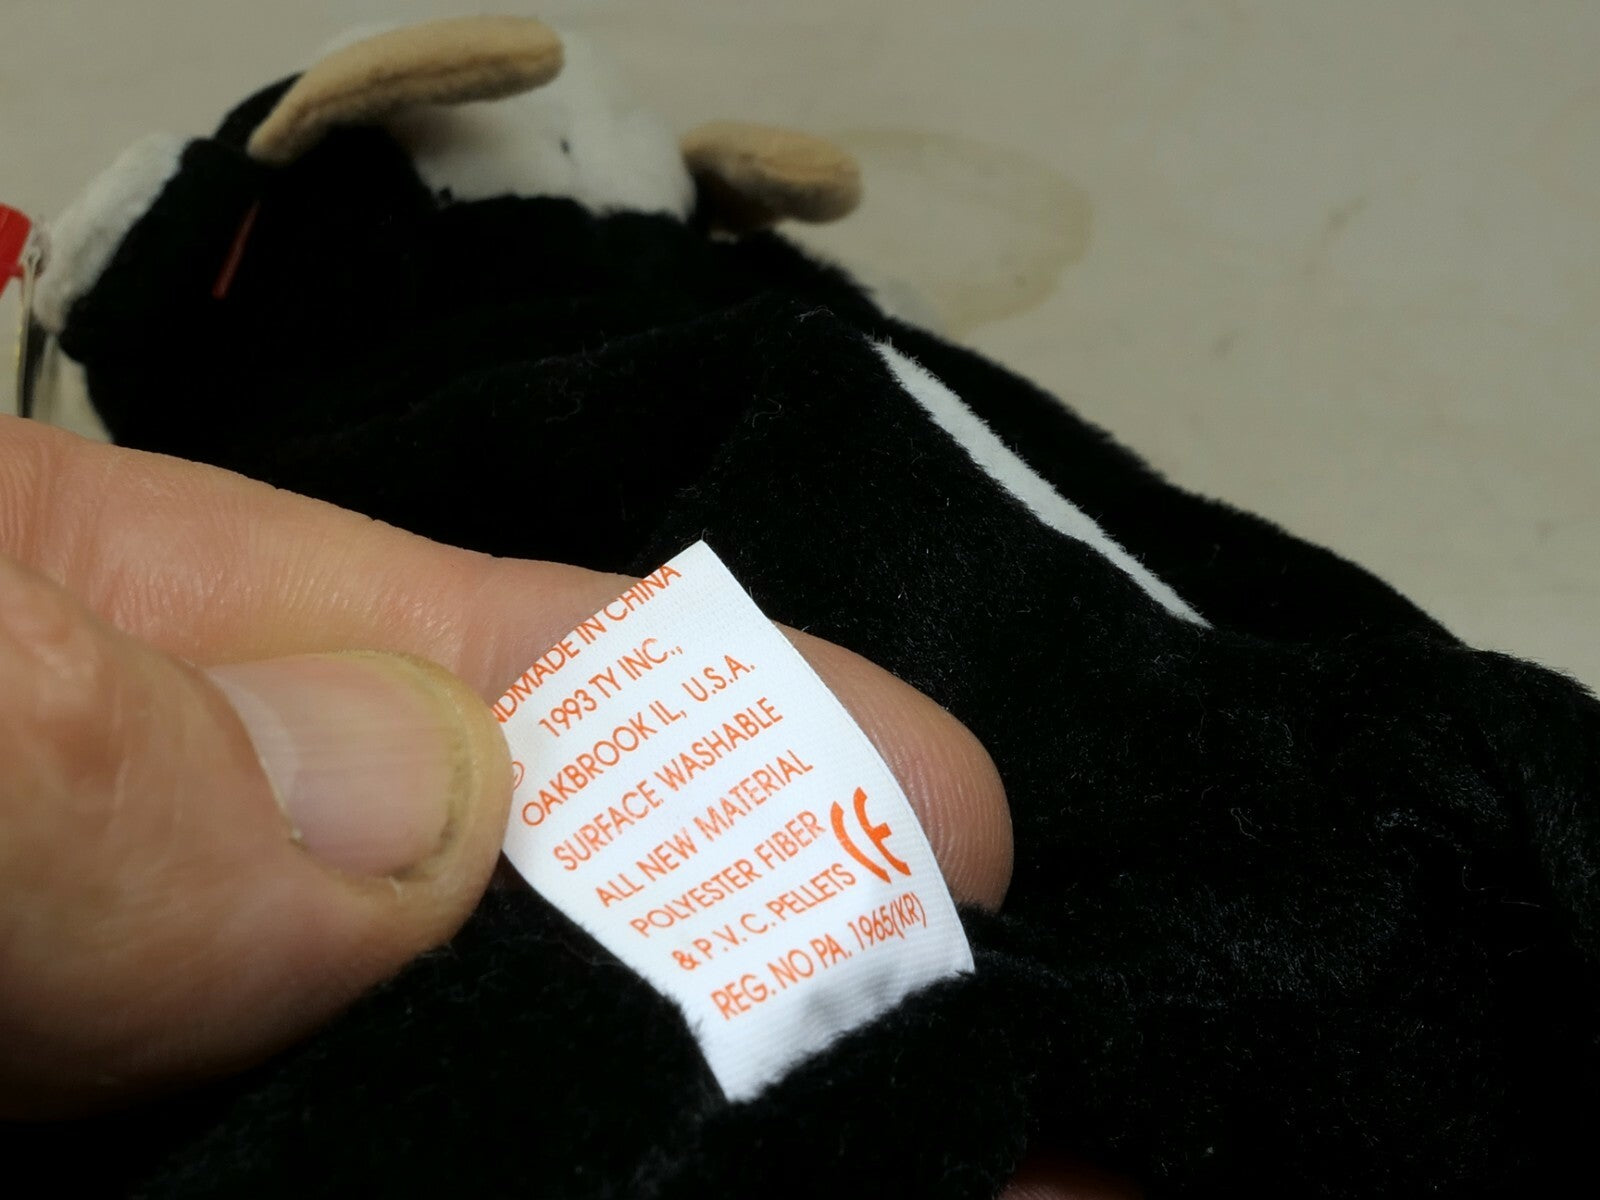 NDMADE IN CHINA
© 1993 TY INC.,
OAKBROOK IL, U.S.A.
SURFACE WASHABLE
ALL NEW MATERIAL
POLYESTER FIBER
& P.V.C. PELLETS CE
REG. NO PA. 1965(KR)